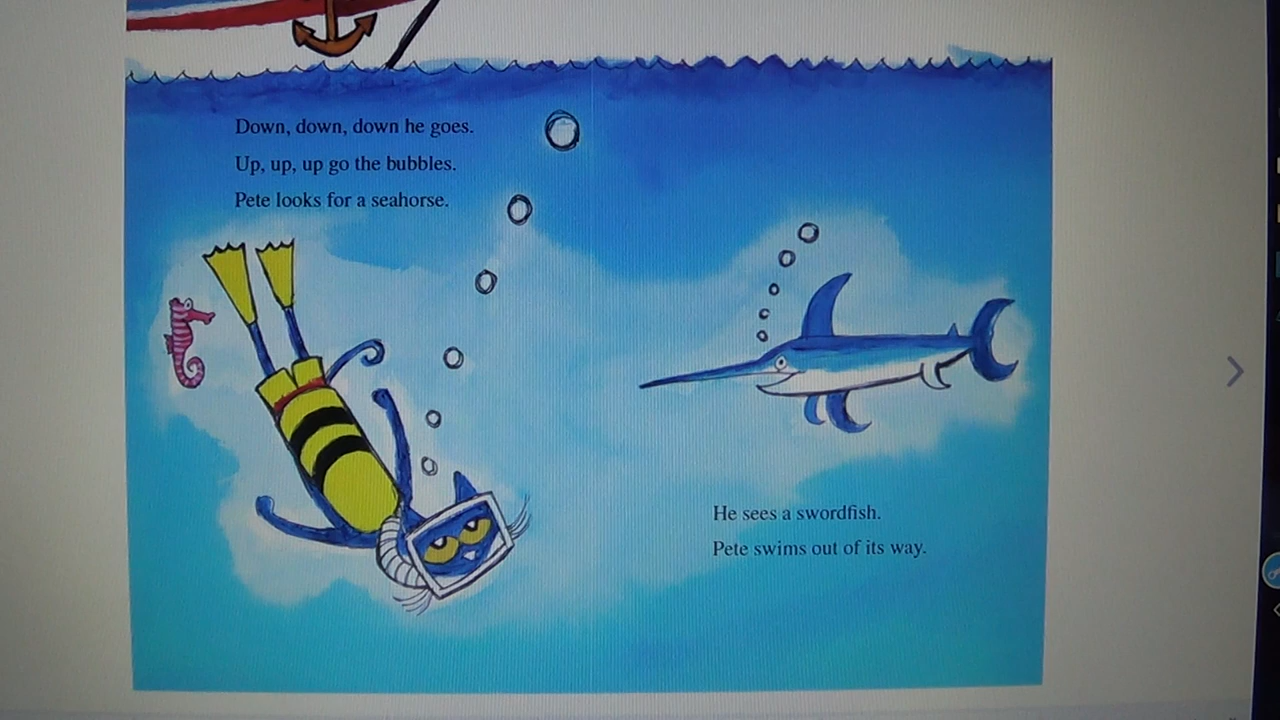 Down, down, down he goes.
Up, up, up go the bubbles.
Pete looks for a seahorse.
He sees a swordfish.
Pete swims out of its way.